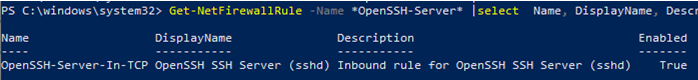 PS C:\windows\system32> Get-NetFirewallRule -Name *OpenSSH-Server* |select  Name, DisplayName, Descr
Name                      DisplayName                Description                              Enabled
----                      -----------                -----------                              -------
OpenSSH-Server-In-TCP OpenSSH SSH Server (sshd) Inbound rule for OpenSSH SSH Server (sshd)    True